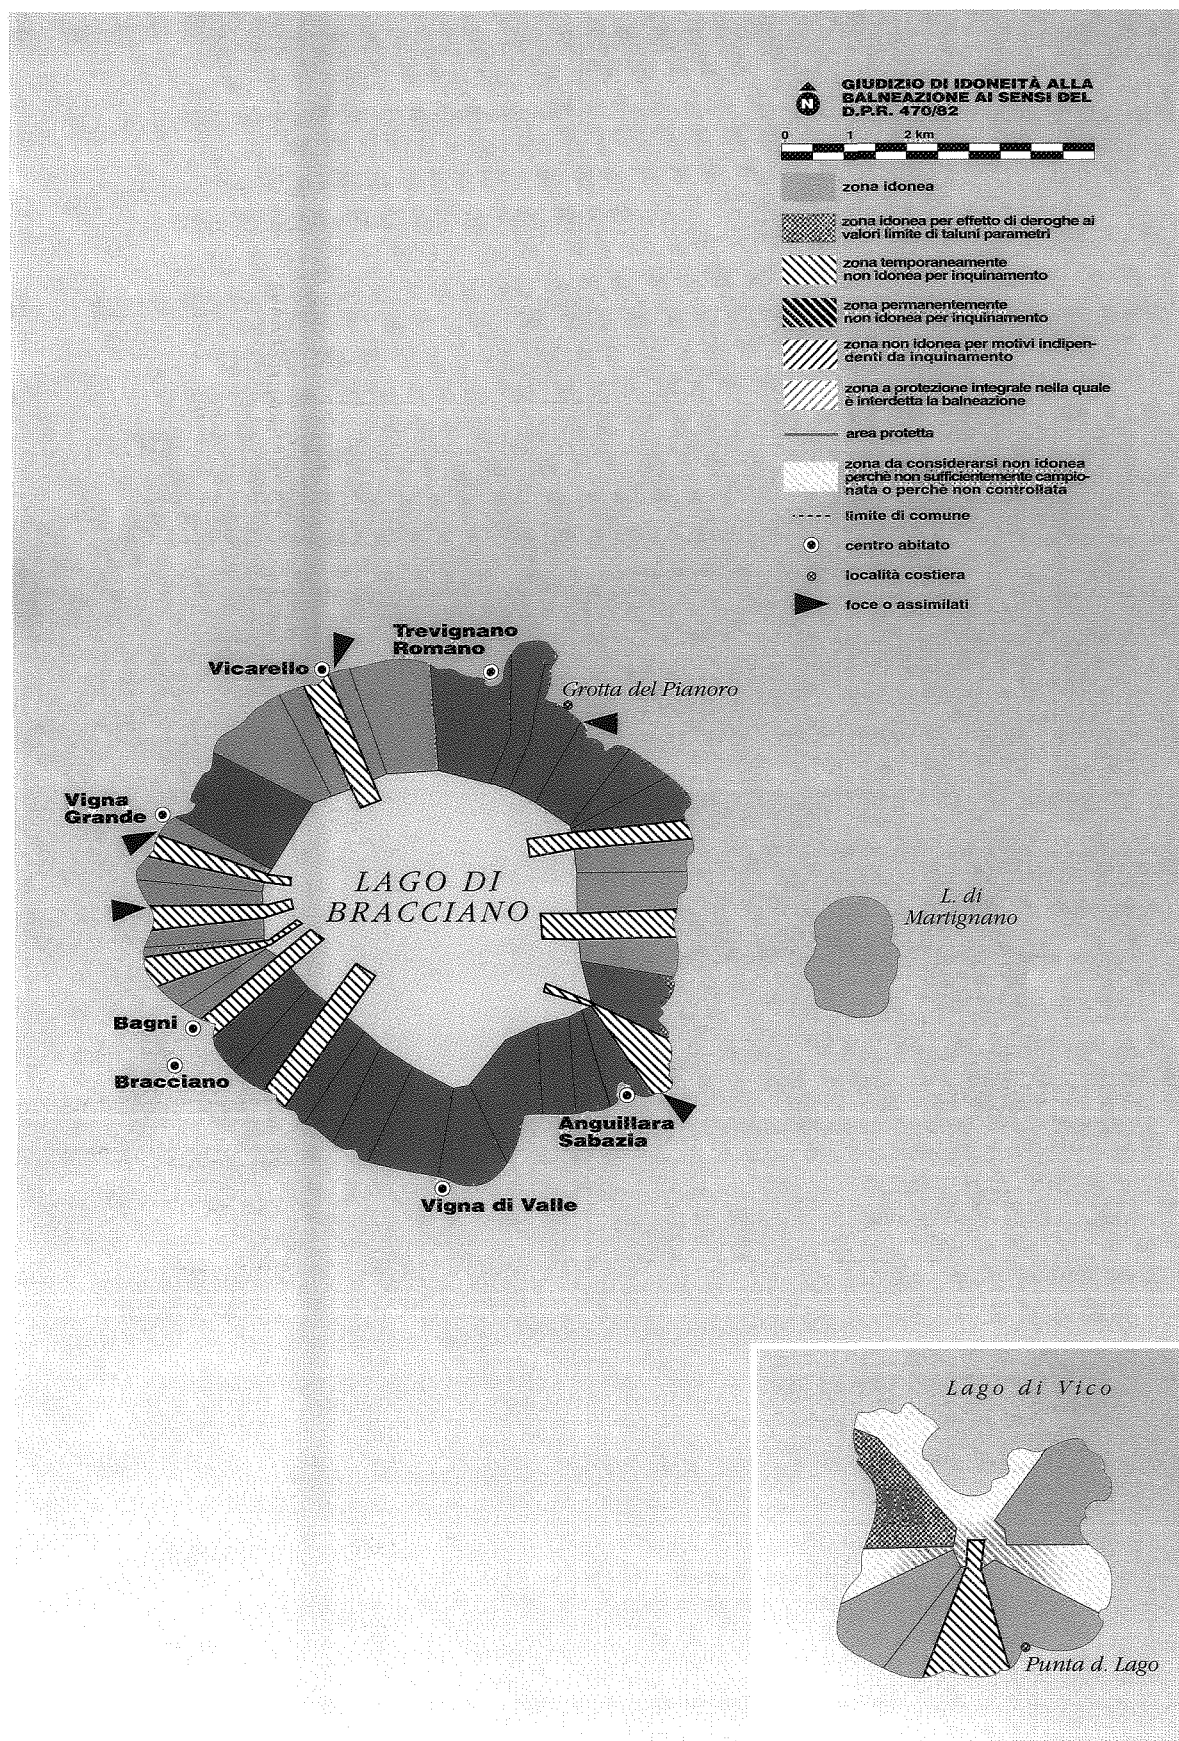 N
GIUDIZIO DI IDONEITÀ ALLA
BALNEAZIONE AI SENSI DEL
D.P.R. 470/82
0 1 2 km
zona idonea
zona idonea per effetto di deroghe ai
valori limite di taluni parametri
zona temporaneamente
non idonea per inquinamento
zona permanentemente
non idonea per inquinamento
zona non idonea per motivi indipen-
denti da inquinamento
zona a protezione integrale nella quale
è interdetta la balneazione
area protetta
zona da considerarsi non idonea
perchè non sufficientemente campio-
nata o perchè non controllata
limite di comune
centro abitato
località costiera
foce o assimilati
Trevignano
Romano
Vicarello
Grotta del Pianoro
Vigna
Grande
LAGO DI
BRACCIANO
L. di
Martignano
Bagni
Bracciano
Anguillara
Sabazia
Vigna di Valle
Lago di Vico
Punta d. Lago